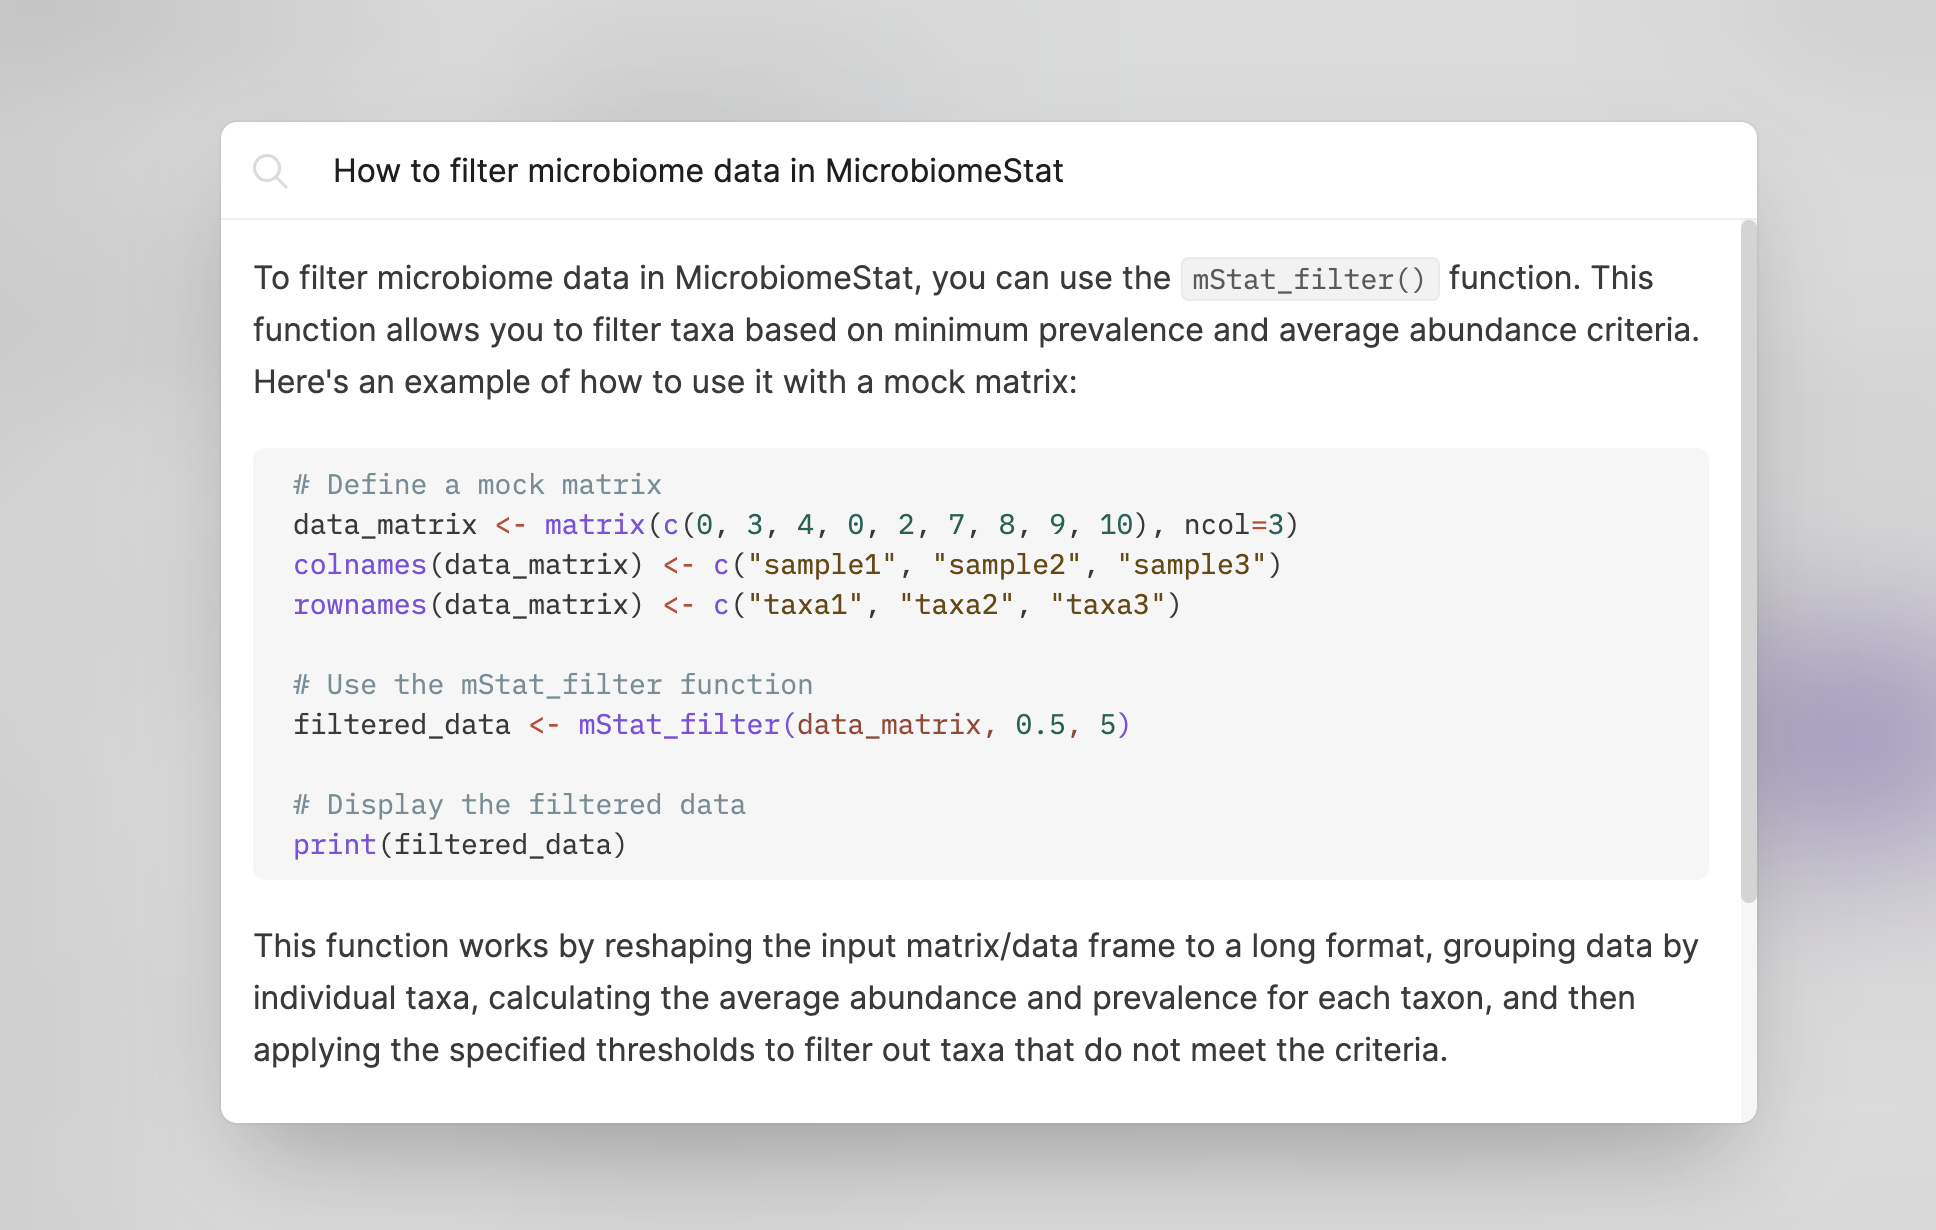 How to filter microbiome data in MicrobiomeStat
To filter microbiome data in MicrobiomeStat, you can use the mStat_filter() function. This
function allows you to filter taxa based on minimum prevalence and average abundance criteria.
Here's an example of how to use it with a mock matrix:
# Define a mock matrix
data_matrix <- matrix(c(0, 3, 4, 0, 2, 7, 8, 9, 10), ncol=3)
colnames(data_matrix) <- c("sample1", "sample2", "sample3")
rownames(data_matrix) <- c("taxa1", "taxa2", "taxa3")
# Use the mStat_filter function
filtered_data <- mStat_filter(data_matrix, 0.5, 5)
# Display the filtered data
print(filtered_data)
This function works by reshaping the input matrix/data frame to a long format, grouping data by
individual taxa, calculating the average abundance and prevalence for each taxon, and then
applying the specified thresholds to filter out taxa that do not meet the criteria.